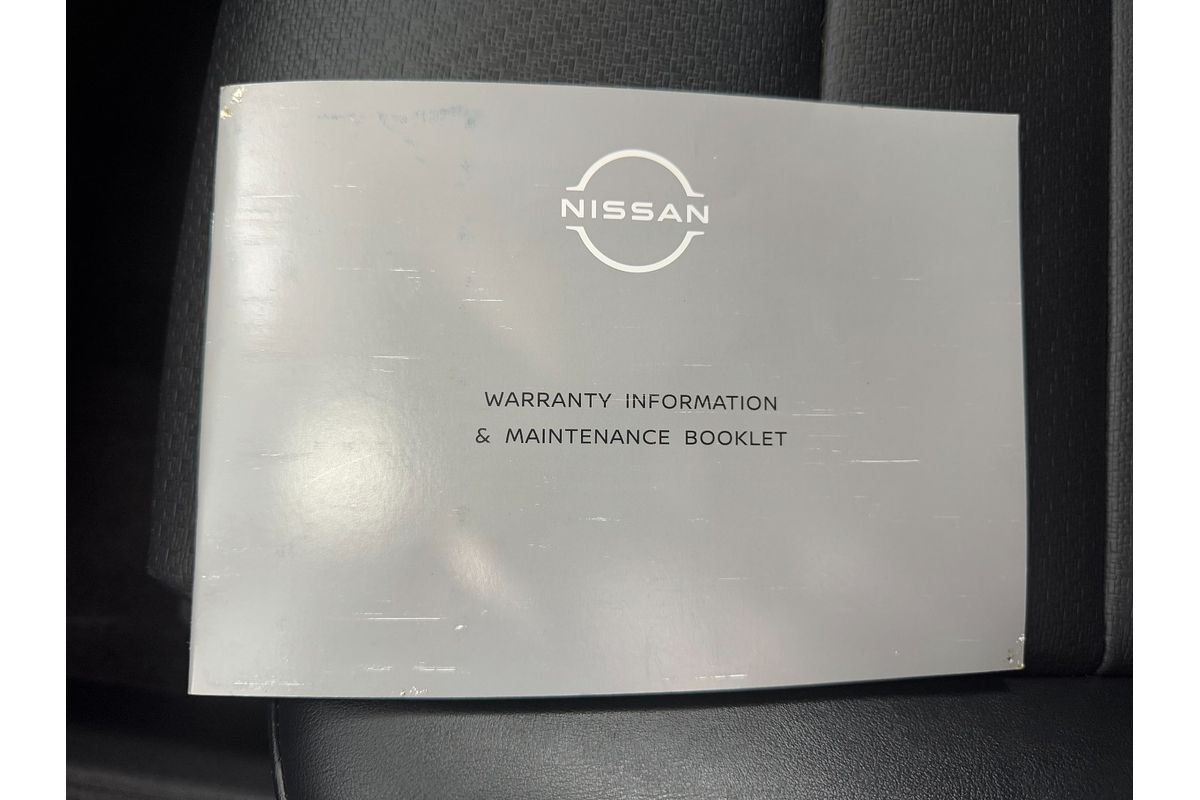 NISSAN
WARRANTY INFORMATION
& MAINTENANCE BOOKLET